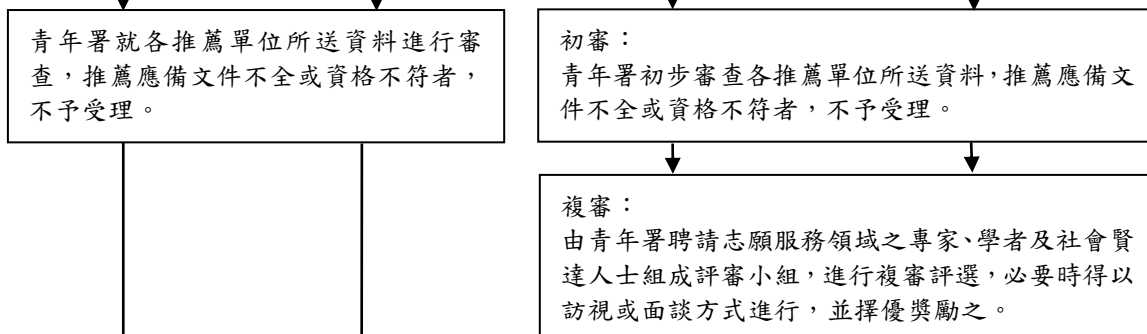 青年署就各推薦單位所送資料進行審
查，推薦應備文件不全或資格不符者，
不予受理。
初審：
青年署初步審查各推薦單位所送資料，推薦應備文
件不全或資格不符者，不予受理。
複審：
由青年署聘請志願服務領域之專家、學者及社會賢
達人士組成評審小組，進行複審評選，必要時得以
訪視或面談方式進行，並擇優獎勵之。